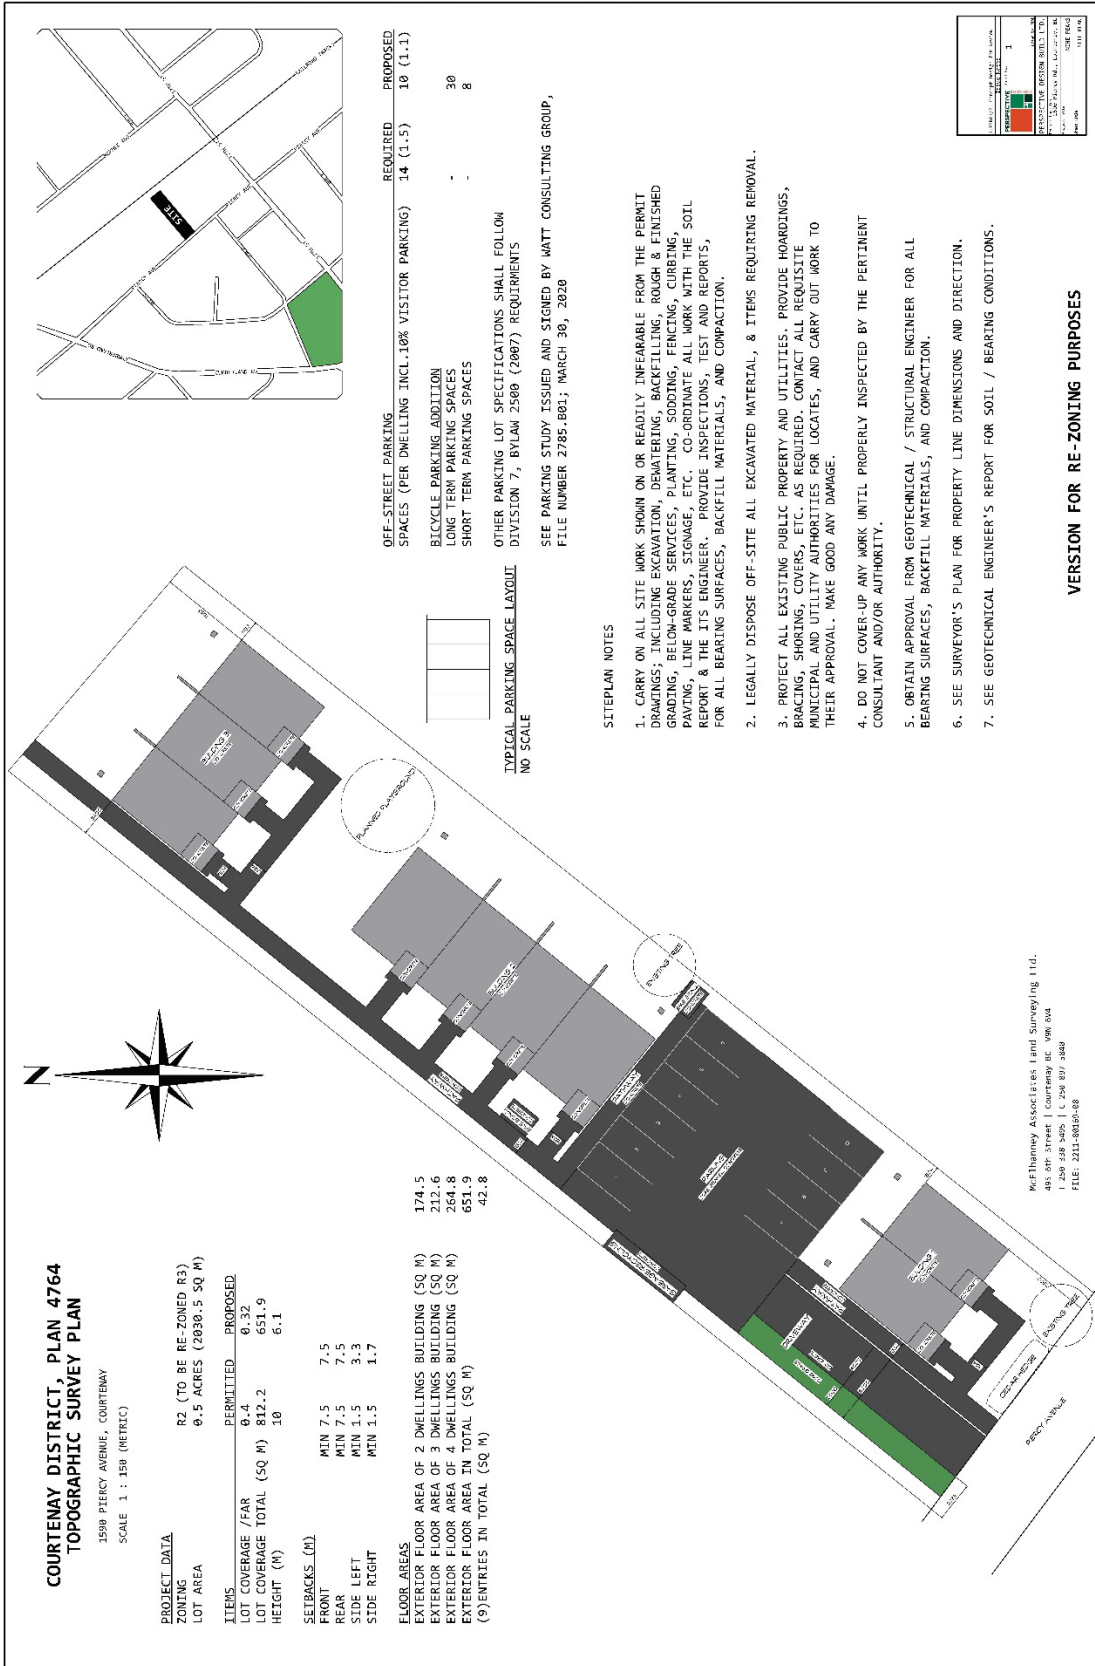 COURTENAY DISTRICT, PLAN 4764
TOPOGRAPHIC SURVEY PLAN
1590 PIERCY AVENUE, COURTENAY
SCALE 1 : 150 (METRIC)
PROJECT DATA
ZONING R2 (TO BE RE-ZONED R3)
LOT AREA 0.5 ACRES (2030.5 SQ M)
ITEMS PERMITTED PROPOSED
LOT COVERAGE /FAR 0.4 0.32
LOT COVERAGE TOTAL (SQ M) 812.2 651.9
HEIGHT (M) 10 6.1
SETBACKS (M)
FRONT MIN 7.5 7.5
REAR MIN 7.5 7.5
SIDE LEFT MIN 1.5 3.3
SIDE RIGHT MIN 1.5 1.7
FLOOR AREAS
EXTERIOR FLOOR AREA OF 2 DWELLINGS BUILDING (SQ M) 174.5
EXTERIOR FLOOR AREA OF 3 DWELLINGS BUILDING (SQ M) 212.6
EXTERIOR FLOOR AREA OF 4 DWELLINGS BUILDING (SQ M) 264.8
EXTERIOR FLOOR AREA IN TOTAL (SQ M) 651.9
(9)ENTRIES IN TOTAL (SQ M) 42.8
N
BUILDING 3
PLANNED PLAYGROUND
BUILDING 2
EXISTING TREE
PARKING
DRIVEWAY
BUILDING 1
EXISTING TREE
CEDAR HEDGE
PIERCY AVENUE
McElhanney Associates Land Surveying Ltd.
495 6th Street | Courtenay BC V9N 6V4
FILE: 2211-80169-08
SITE
OFF-STREET PARKING REQUIRED PROPOSED
SPACES (PER DWELLING INCL.10% VISITOR PARKING) 14 (1.5) 10 (1.1)
BICYCLE PARKING ADDITION
LONG TERM PARKING SPACES - 30
SHORT TERM PARKING SPACES - 8
OTHER PARKING LOT SPECIFICATIONS SHALL FOLLOW
DIVISION 7, BYLAW 2500 (2007) REQUIRMENTS
SEE PARKING STUDY ISSUED AND SIGNED BY WATT CONSULTING GROUP,
FILE NUMBER 2785.B01; MARCH 30, 2020
TYPICAL PARKING SPACE LAYOUT
NO SCALE
SITEPLAN NOTES
1. CARRY ON ALL SITE WORK SHOWN ON OR READILY INFEARABLE FROM THE PERMIT
DRAWINGS; INCLUDING EXCAVATION, DEWATERING, BACKFILLING, ROUGH & FINISHED
GRADING, BELOW-GRADE SERVICES, PLANTING, SODDING, FENCING, CURBING,
PAVING, LINE MARKERS, SIGNAGE, ETC. CO-ORDINATE ALL WORK WITH THE SOIL
REPORT & THE ITS ENGINEER. PROVIDE INSPECTIONS, TEST AND REPORTS,
FOR ALL BEARING SURFACES, BACKFILL MATERIALS, AND COMPACTION.
2. LEGALLY DISPOSE OFF-SITE ALL EXCAVATED MATERIAL, & ITEMS REQUIRING REMOVAL.
3. PROTECT ALL EXISTING PUBLIC PROPERTY AND UTILITIES. PROVIDE HOARDINGS,
BRACING, SHORING, COVERS, ETC. AS REQUIRED. CONTACT ALL REQUISITE
MUNICIPAL AND UTILITY AUTHORITIES FOR LOCATES, AND CARRY OUT WORK TO
THEIR APPROVAL. MAKE GOOD ANY DAMAGE.
4. DO NOT COVER-UP ANY WORK UNTIL PROPERLY INSPECTED BY THE PERTINENT
CONSULTANT AND/OR AUTHORITY.
5. OBTAIN APPROVAL FROM GEOTECHNICAL / STRUCTURAL ENGINEER FOR ALL
BEARING SURFACES, BACKFILL MATERIALS, AND COMPACTION.
6. SEE SURVEYOR'S PLAN FOR PROPERTY LINE DIMENSIONS AND DIRECTION.
7. SEE GEOTECHNICAL ENGINEER'S REPORT FOR SOIL / BEARING CONDITIONS.
VERSION FOR RE-ZONING PURPOSES
PERSPECTIVE
PERSPECTIVE DESIGN BUILD LTD.